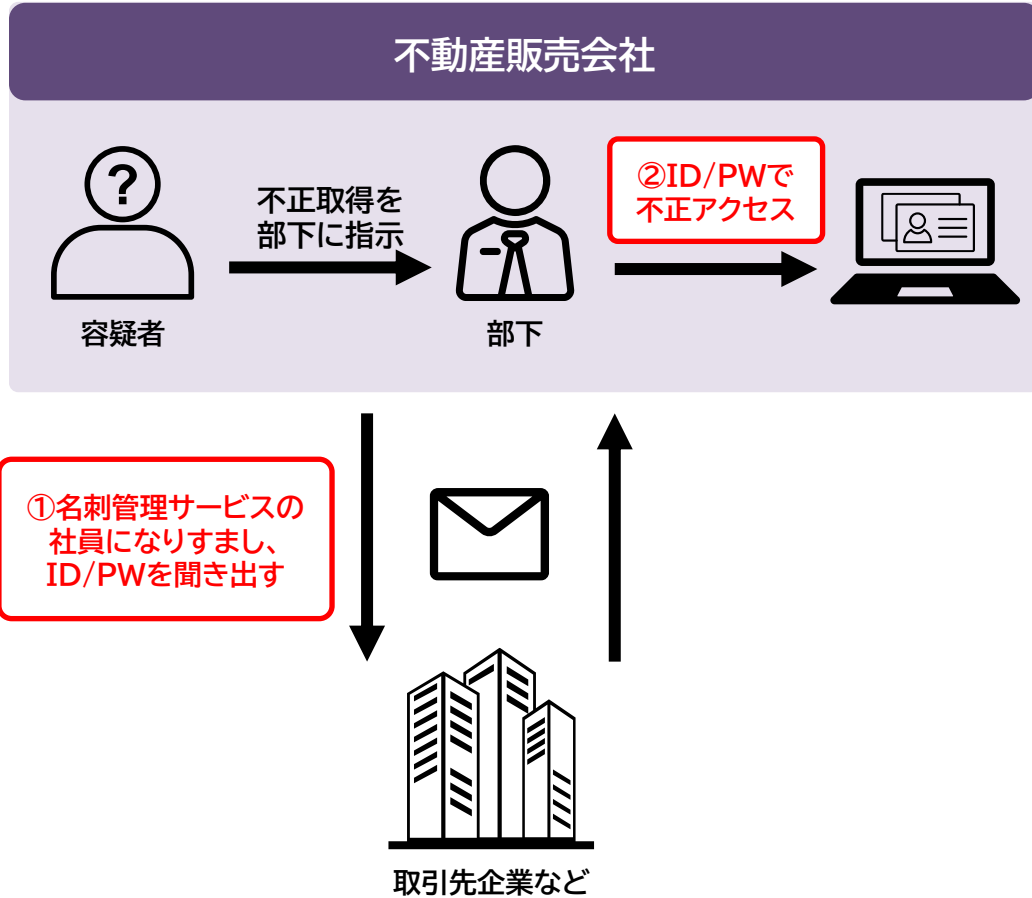 不動産販売会社
?
不正取得を
部下に指示
②ID/PWで
不正アクセス
容疑者
部下
①名刺管理サービスの
社員になりすまし、
ID/PWを聞き出す
取引先企業など